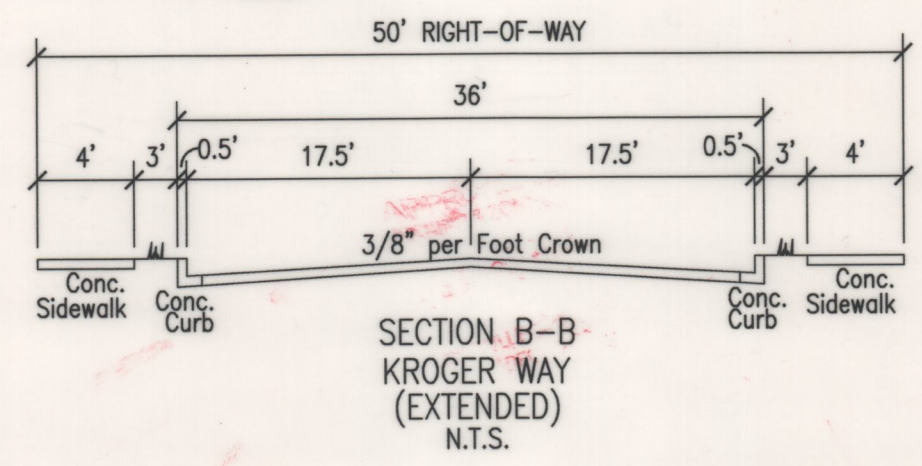 50' RIGHT-OF-WAY
36'
4' 3' 0.5' 17.5' 17.5' 0.5' 3' 4'
3/8" per Foot Crown
Conc.
Sidewalk
Conc.
Curb
Conc.
Curb
Conc.
Sidewalk
SECTION B-B
KROGER WAY
(EXTENDED)
N.T.S.